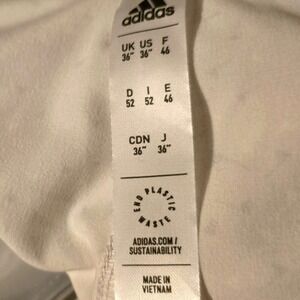 adidas
UK US F
36" 36" 46
D I E
52 52 46
CDN J
36" 36"
END PLASTIC WASTE
ADIDAS.COM/
SUSTAINABILITY
MADE IN
VIETNAM